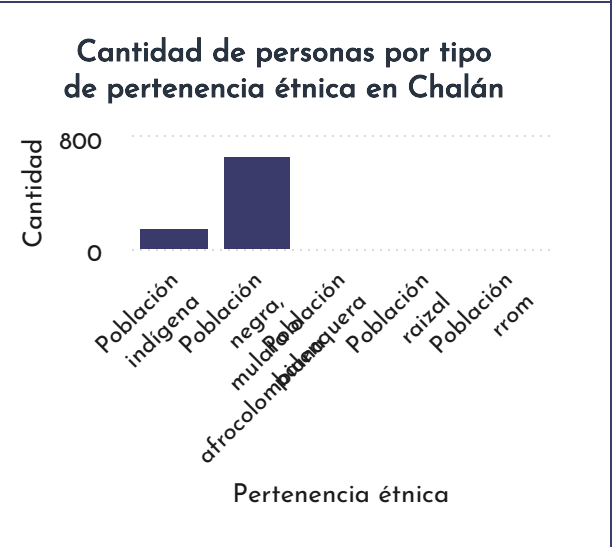 Cantidad de personas por tipo
de pertenencia étnica en Chalán
Cantidad
800
0
Población
indígena
Población
negra,
mulata o
afrocolombiana
Población
palenquera
Población
raizal
Población
rrom
Pertenencia étnica